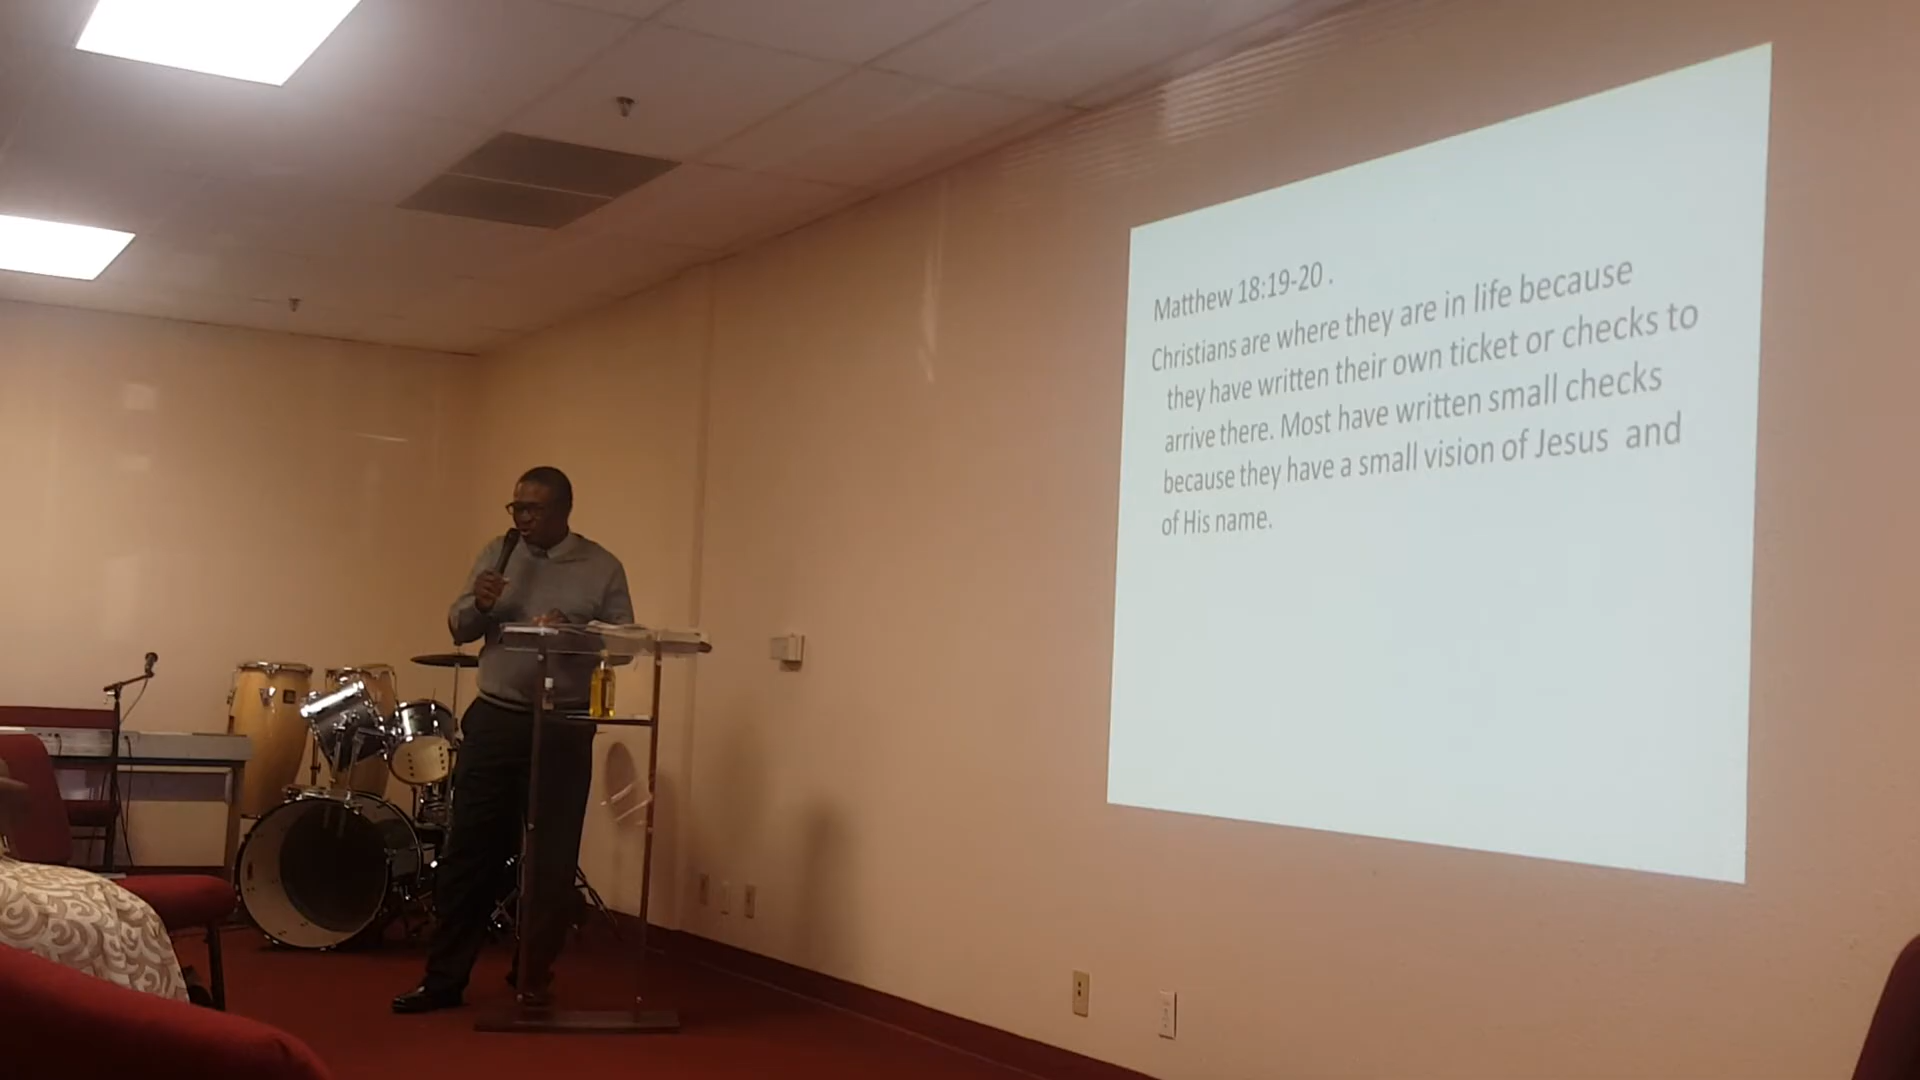 Matthew 18:19-20 .
Christians are where they are in life because
they have written their own ticket or checks to
arrive there. Most have written small checks
because they have a small vision of Jesus and
of His name.